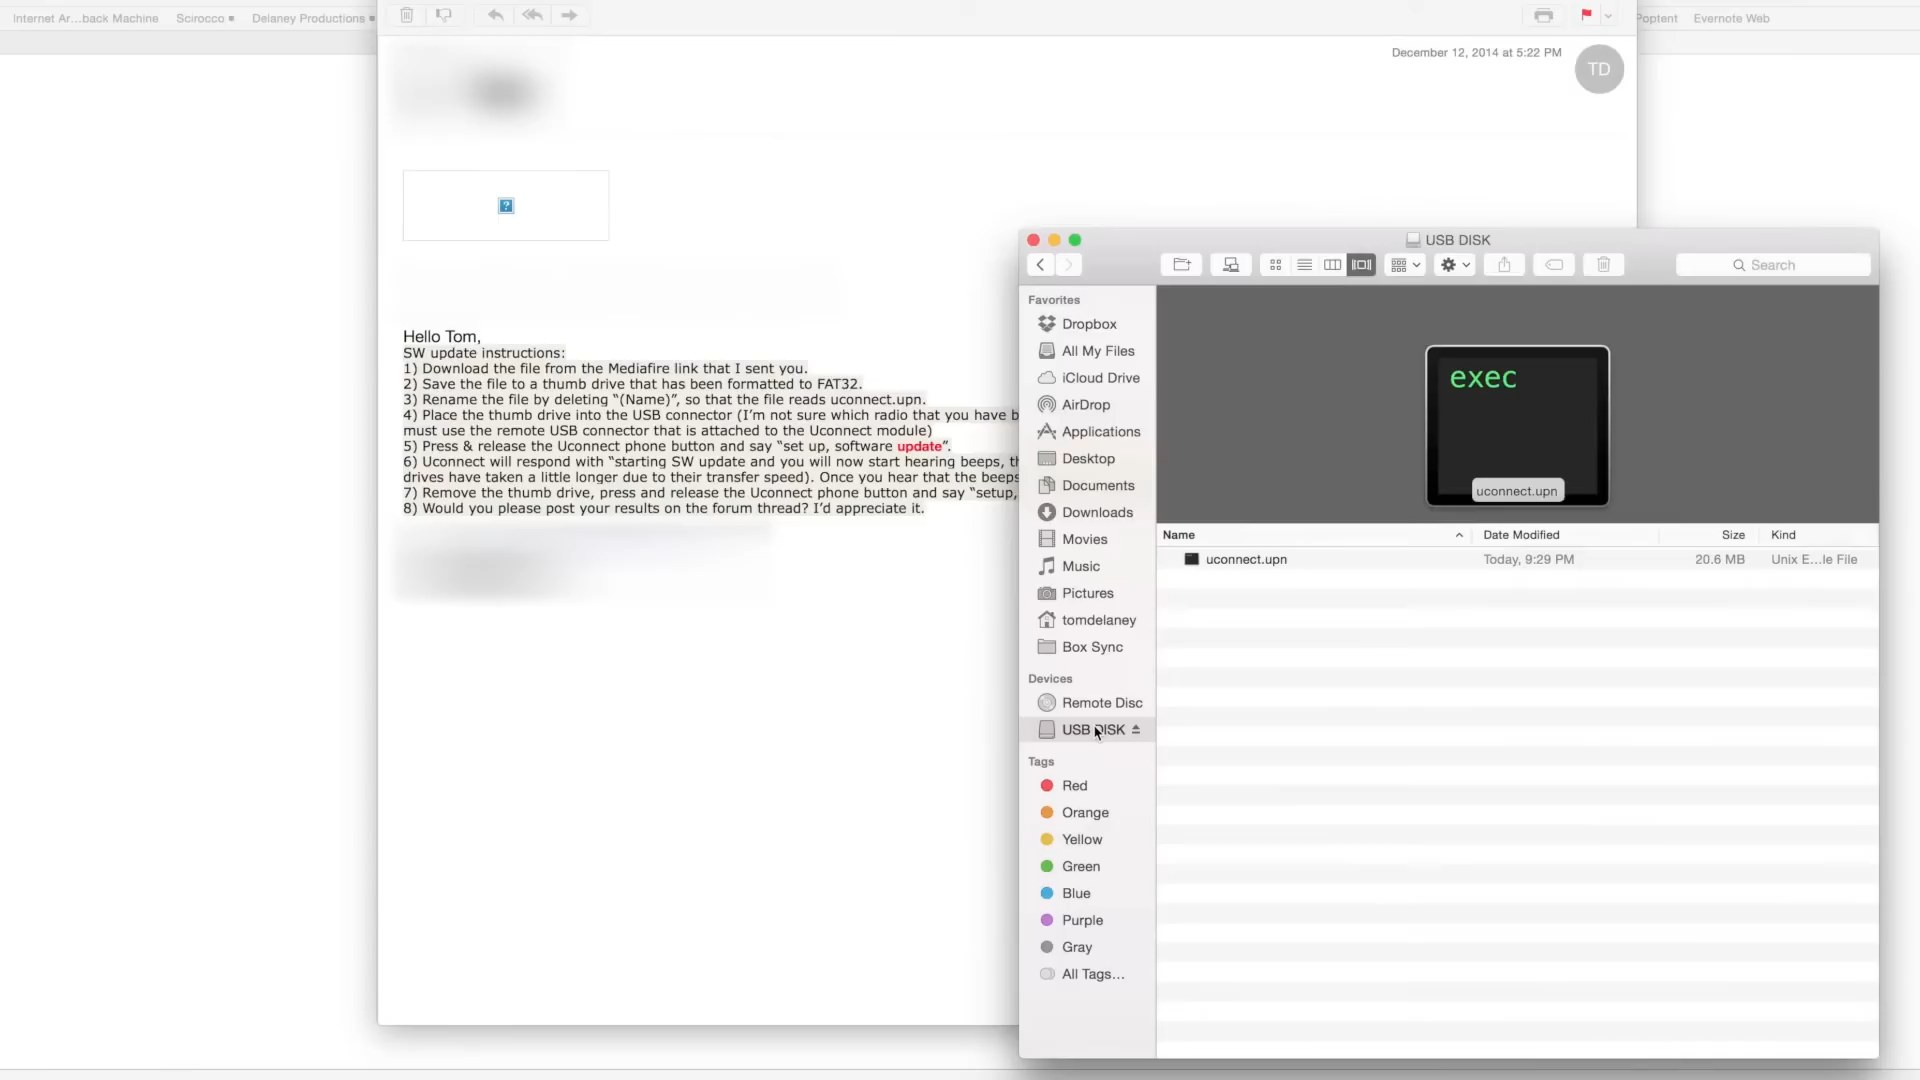 Internet Ar...back Machine Scirocco Delaney Productions
Poptent Evernote Web
December 12, 2014 at 5:22 PM
TD
Hello Tom,
SW update instructions:
1) Download the file from the Mediafire link that I sent you.
2) Save the file to a thumb drive that has been formatted to FAT32.
3) Rename the file by deleting “(Name)”, so that the file reads uconnect.upn.
4) Place the thumb drive into the USB connector (I’m not sure which radio that you have b
must use the remote USB connector that is attached to the Uconnect module)
5) Press & release the Uconnect phone button and say “set up, software update”.
6) Uconnect will respond with “starting SW update and you will now start hearing beeps, th
drives have taken a little longer due to their transfer speed). Once you hear that the beeps
7) Remove the thumb drive, press and release the Uconnect phone button and say “setup,
8) Would you please post your results on the forum thread? I’d appreciate it.
USB DISK
Search
Favorites
Dropbox
All My Files
iCloud Drive
AirDrop
Applications
Desktop
Documents
Downloads
Movies
Music
Pictures
tomdelaney
Box Sync
Devices
Remote Disc
USB DISK
Tags
Red
Orange
Yellow
Green
Blue
Purple
Gray
All Tags...
exec
uconnect.upn
Name Date Modified Size Kind
uconnect.upn Today, 9:29 PM 20.6 MB Unix E...le File